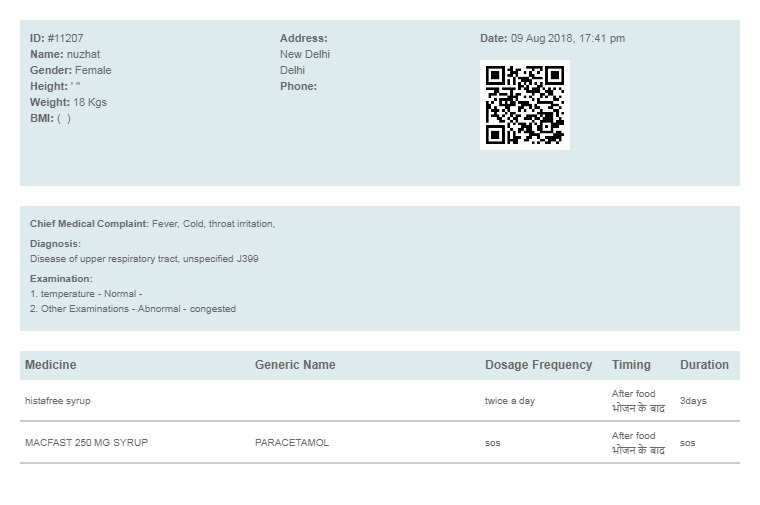 ID: #11207
Name: nuzhat
Gender: Female
Height: ' "
Weight: 18 Kgs
BMI: ( )
Address:
New Delhi
Delhi
Phone:
Date: 09 Aug 2018, 17:41 pm
Chief Medical Complaint: Fever, Cold, throat irritation,
Diagnosis:
Disease of upper respiratory tract, unspecified J399
Examination:
1. temperature - Normal -
2. Other Examinations - Abnormal - congested
Medicine Generic Name Dosage Frequency Timing Duration
histafree syrup twice a day After food भोजन के बाद 3days
MACFAST 250 MG SYRUP PARACETAMOL sos After food भोजन के बाद sos